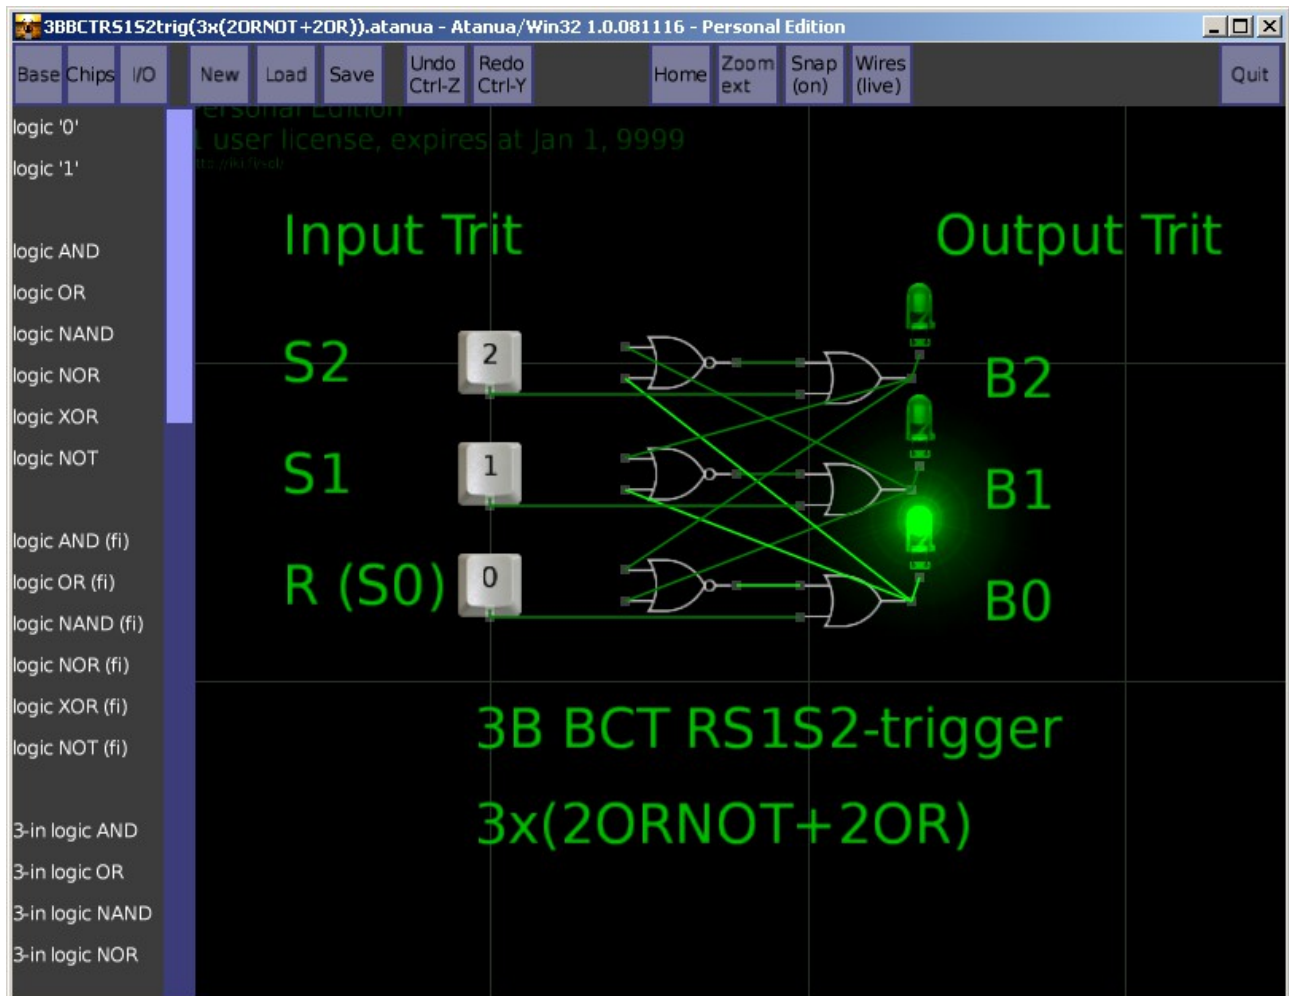 3BBCTRS1S2trig(3x(2ORNOT+2OR)).atanua - Atanua/Win32 1.0.081116 - Personal Edition
Base Chips I/O New Load Save Undo Ctrl-Z Redo Ctrl-Y Home Zoom ext Snap (on) Wires (live) Quit
Personal Edition
1 user license, expires at Jan 1, 9999
logic '0'
logic '1'
logic AND
logic OR
logic NAND
logic NOR
logic XOR
logic NOT
logic AND (fi)
logic OR (fi)
logic NAND (fi)
logic NOR (fi)
logic XOR (fi)
logic NOT (fi)
3-in logic AND
3-in logic OR
3-in logic NAND
3-in logic NOR
Input Trit
Output Trit
S2 2 B2
S1 1 B1
R (S0) 0 B0
3B BCT RS1S2-trigger
3x(2ORNOT+2OR)